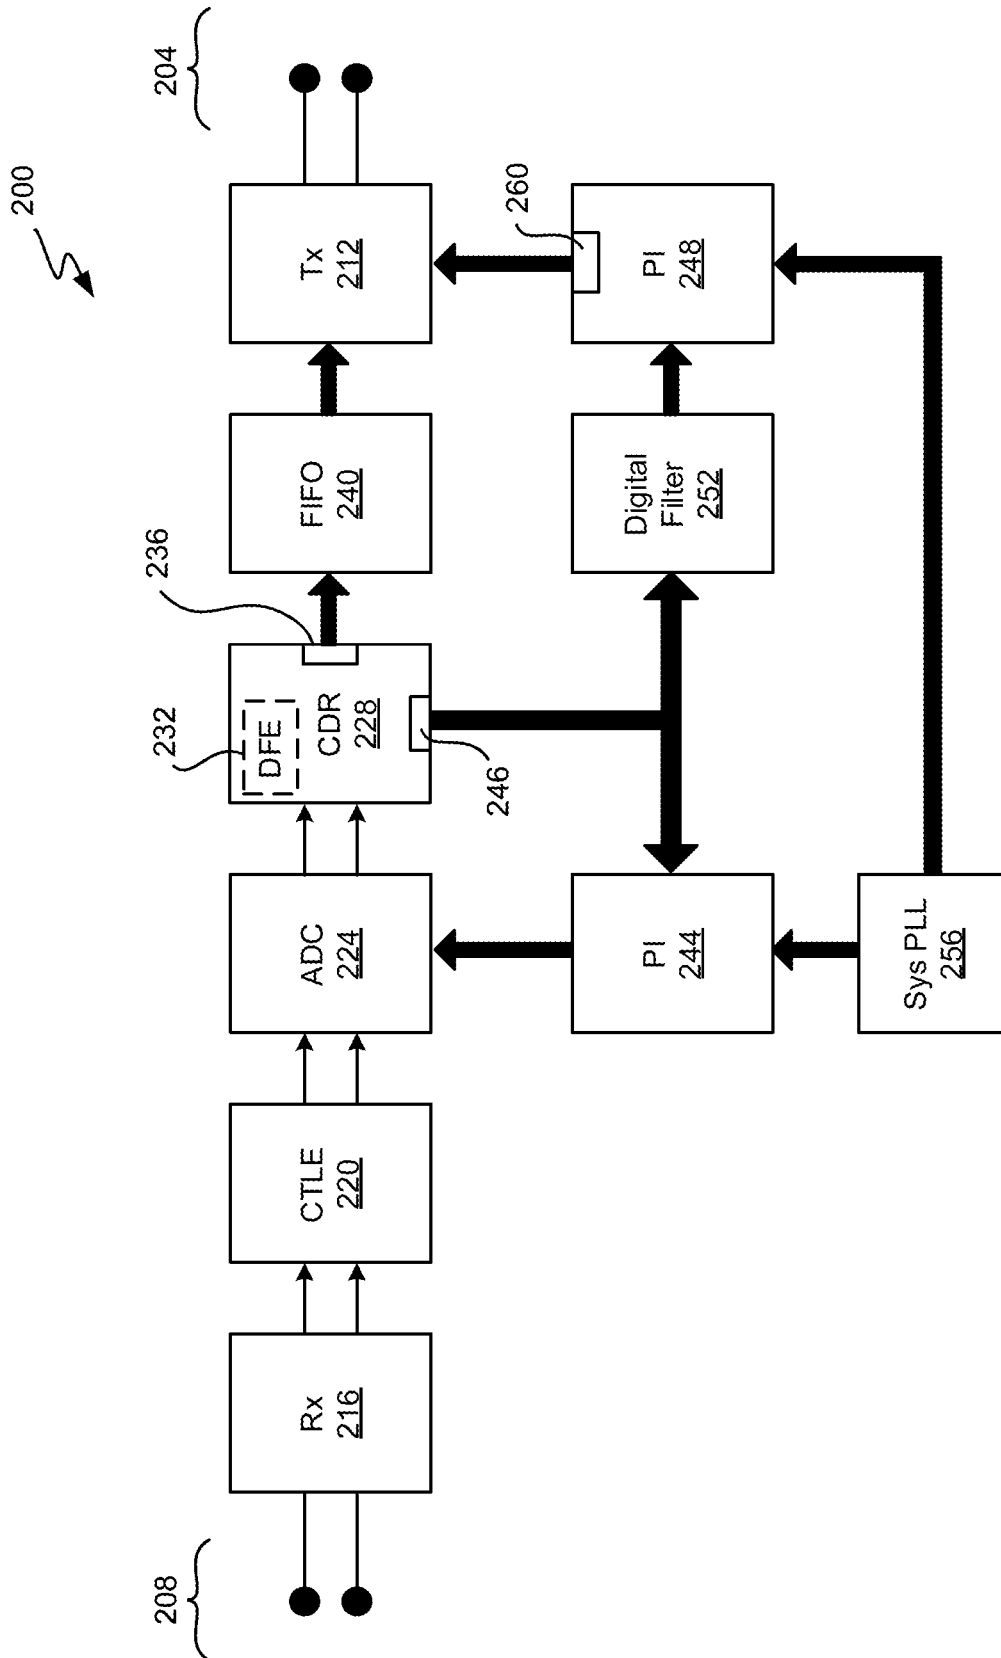 200
208
204
232
236
Rx
216
CTLE
220
ADC
224
DFE
CDR
228
FIFO
240
Tx
212
246
260
PI
244
Digital
Filter
252
PI
248
Sys PLL
256